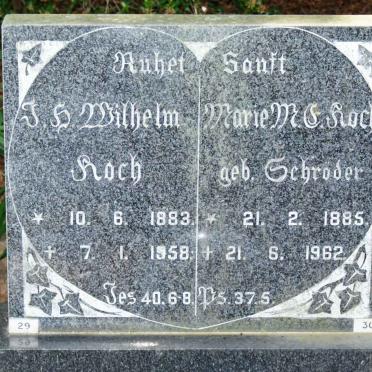 Ruhet Sanft
J. H Wilhelm
Koch
* 10. 6. 1883.
+ 7. 1. 1958.
Jes 40.6-8.
Marie M. E. Koch
geb. Schroder
* 21. 2. 1885.
+ 21. 6. 1962.
Ps. 37.5.
29
30